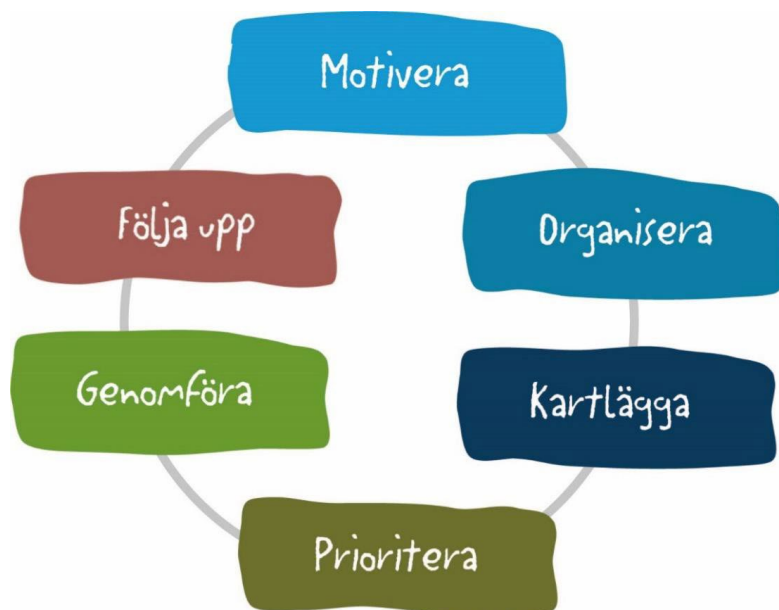 Motivera
Organisera
Kartlägga
Prioritera
Genomföra
Följa upp